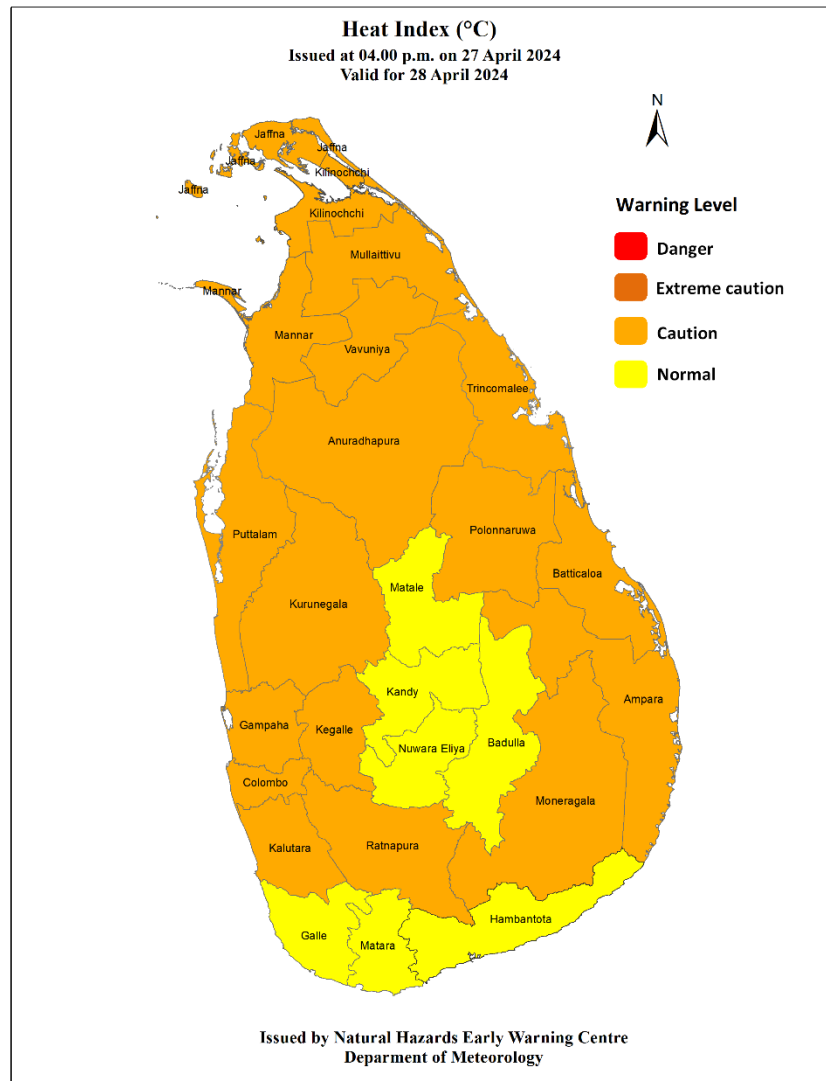 Heat Index (°C)
Issued at 04.00 p.m. on 27 April 2024
Valid for 28 April 2024
N
Jaffna
Jaffna
Jaffna
Kilinochchi
Jaffna
Kilinochchi
Warning Level
Danger
Mullaittivu
Extreme caution
Mannar
Mannar
Caution
Vavuniya
Normal
Trincomalee
Anuradhapura
Polonnaruwa
Puttalam
Batticaloa
Matale
Kurunegala
Kandy
Ampara
Gampaha
Kegalle
Nuwara Eliya
Badulla
Colombo
Moneragala
Kalutara
Ratnapura
Hambantota
Galle
Matara
Issued by Natural Hazards Early Warning Centre
Deparment of Meteorology